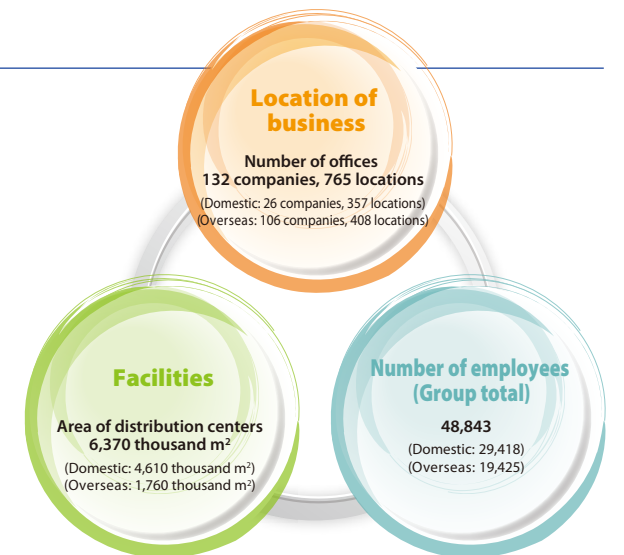 Location of
business
Number of offices
132 companies, 765 locations
(Domestic: 26 companies, 357 locations)
(Overseas: 106 companies, 408 locations)
Facilities
Area of distribution centers
6,370 thousand m²
(Domestic: 4,610 thousand m²)
(Overseas: 1,760 thousand m²)
Number of employees
(Group total)
48,843
(Domestic: 29,418)
(Overseas: 19,425)